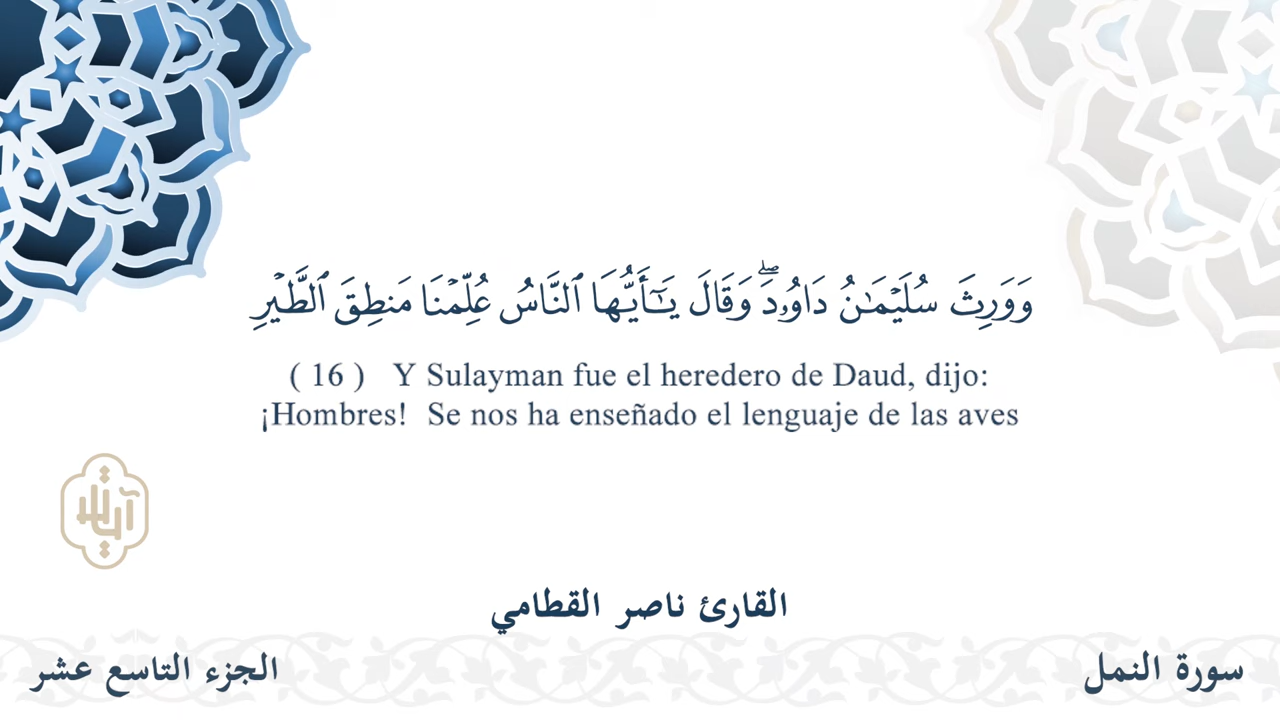 وَوَرِثَ سُلَيْمَـٰنُ دَاوُۥدَ ۖ وَقَالَ يَـٰٓأَيُّهَا ٱلنَّاسُ عُلِّمْنَا مَنطِقَ ٱلطَّيْرِ
( 16 ) Y Sulayman fue el heredero de Daud, dijo:
¡Hombres! Se nos ha enseñado el lenguaje de las aves
القارئ ناصر القطامي
سورة النمل
الجزء التاسع عشر